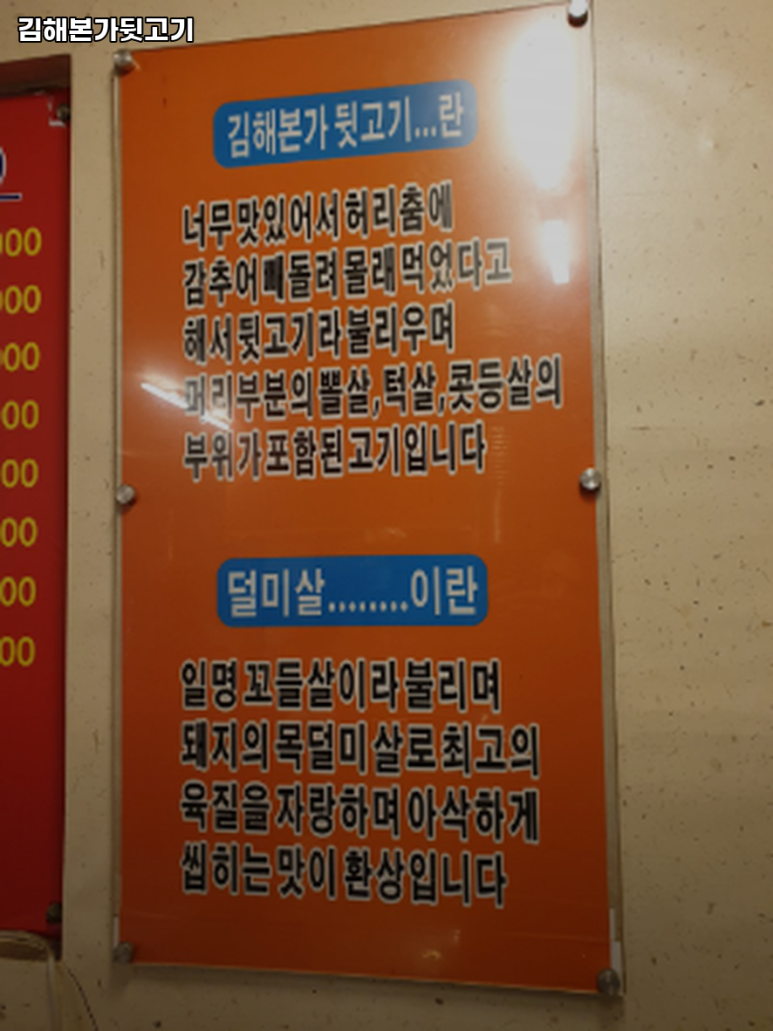 김해본가뒷고기
김해본가 뒷고기...란
너무 맛있어서 허리춤에
감추어 빼돌려 몰래 먹었다고
해서 뒷고기라 불리우며
머리부분의 뽈살,턱살,콧등살의
부위가 포함된 고기입니다
덜미살........이란
일명 꼬들살이라 불리며
돼지의 목덜미 살로 최고의
육질을 자랑하며 아삭하게
씹히는 맛이 환상입니다